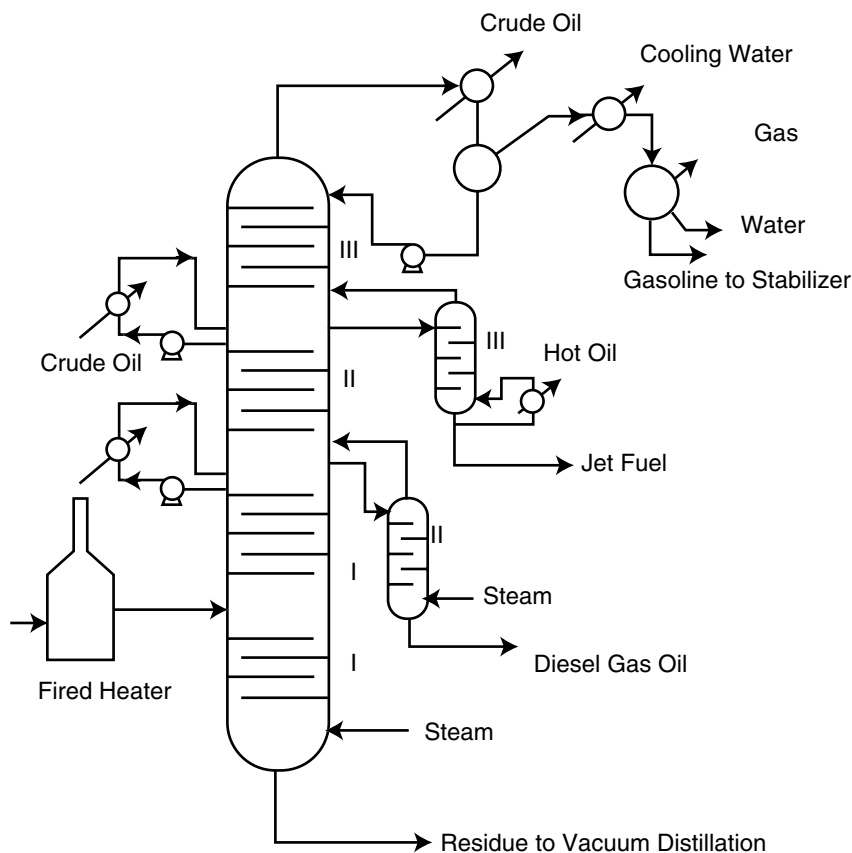 Crude Oil
Cooling Water
Gas
Water
Gasoline to Stabilizer
III
III
Hot Oil
Crude Oil
II
Jet Fuel
II
I
Steam
Diesel Gas Oil
I
Fired Heater
Steam
Residue to Vacuum Distillation